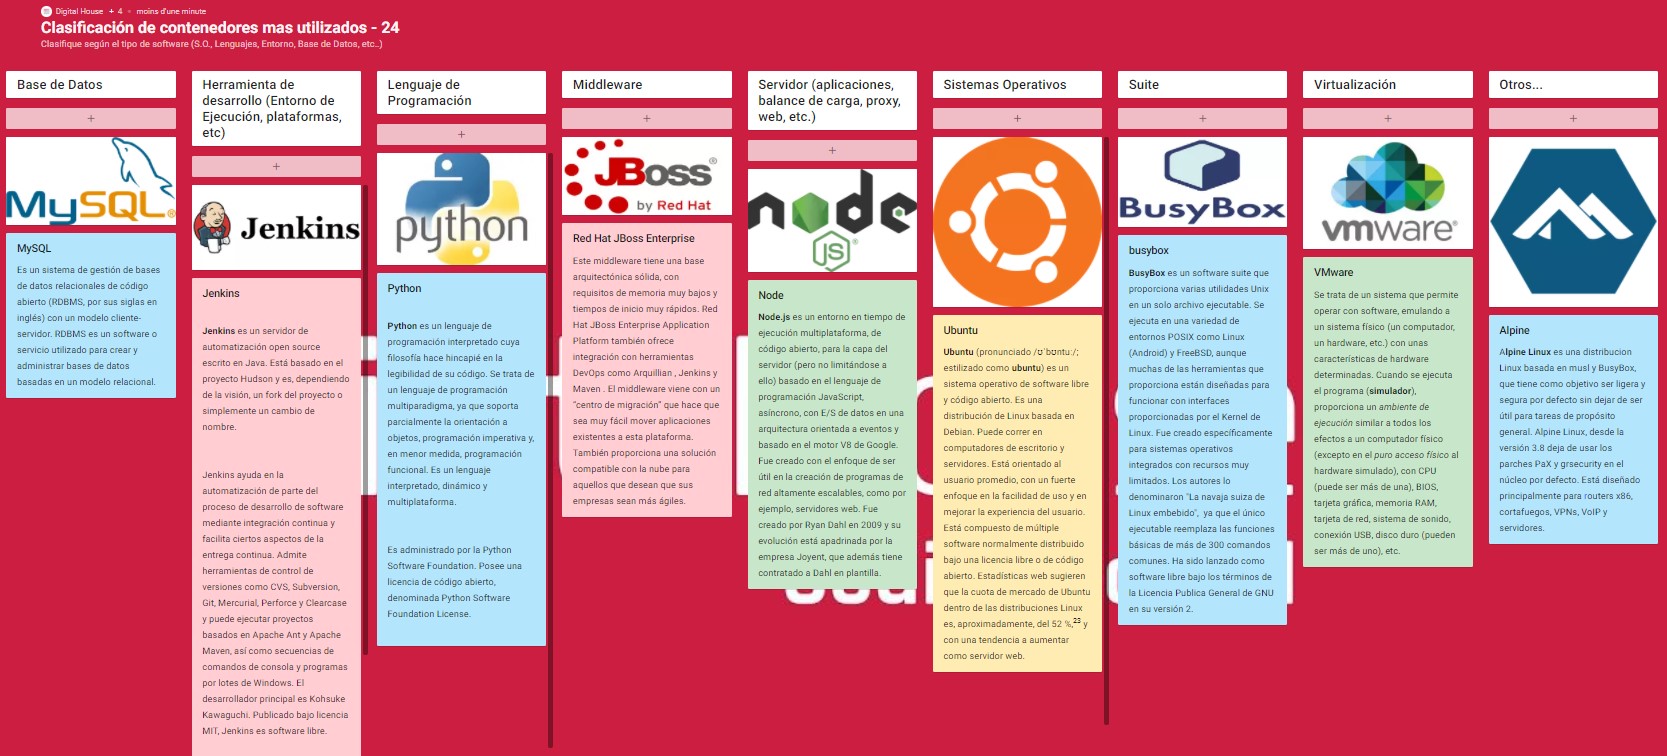 Digital House + 4 • moins d'une minute
Clasificación de contenedores mas utilizados - 24
Clasifique según el tipo de software (S.O., Lenguajes, Entorno, Base de Datos, etc..)
Base de Datos
+
MySQL®
MySQL
Es un sistema de gestión de bases
de datos relacionales de código
abierto (RDBMS, por sus siglas en
inglés) con un modelo cliente-
servidor. RDBMS es un software o
servicio utilizado para crear y
administrar bases de datos
basadas en un modelo relacional.
Herramienta de
desarrollo (Entorno de
Ejecución, plataformas,
etc)
+
Jenkins
Jenkins
Jenkins es un servidor de
automatización open source
escrito en Java. Está basado en el
proyecto Hudson y es, dependiendo
de la visión, un fork del proyecto o
simplemente un cambio de
nombre.
Jenkins ayuda en la
automatización de parte del
proceso de desarrollo de software
mediante integración continua y
facilita ciertos aspectos de la
entrega continua. Admite
herramientas de control de
versiones como CVS, Subversion,
Git, Mercurial, Perforce y Clearcase
y puede ejecutar proyectos
basados en Apache Ant y Apache
Maven, así como secuencias de
comandos de consola y programas
por lotes de Windows. El
desarrollador principal es Kohsuke
Kawaguchi. Publicado bajo licencia
MIT, Jenkins es software libre.
Lenguaje de
Programación
+
python
Python
Python es un lenguaje de
programación interpretado cuya
filosofía hace hincapié en la
legibilidad de su código. Se trata de
un lenguaje de programación
multiparadigma, ya que soporta
parcialmente la orientación a
objetos, programación imperativa y,
en menor medida, programación
funcional. Es un lenguaje
interpretado, dinámico y
multiplataforma.
Es administrado por la Python
Software Foundation. Posee una
licencia de código abierto,
denominada Python Software
Foundation License.
Middleware
+
JBoss®
by Red Hat
Red Hat JBoss Enterprise
Este middleware tiene una base
arquitectónica sólida, con
requisitos de memoria muy bajos y
tiempos de inicio muy rápidos. Red
Hat JBoss Enterprise Application
Platform también ofrece
integración con herramientas
DevOps como Arquillian , Jenkins y
Maven . El middleware viene con un
"centro de migración" que hace que
sea muy fácil mover aplicaciones
existentes a esta plataforma.
También proporciona una solución
compatible con la nube para
aquellos que desean que sus
empresas sean más ágiles.
Servidor (aplicaciones,
balance de carga, proxy,
web, etc.)
+
node
JS
Node
Node.js es un entorno en tiempo de
ejecución multiplataforma, de
código abierto, para la capa del
servidor (pero no limitándose a
ello) basado en el lenguaje de
programación JavaScript,
asíncrono, con E/S de datos en una
arquitectura orientada a eventos y
basado en el motor V8 de Google.
Fue creado con el enfoque de ser
útil en la creación de programas de
red altamente escalables, como por
ejemplo, servidores web. Fue
creado por Ryan Dahl en 2009 y su
evolución está apadrinada por la
empresa Joyent, que además tiene
contratado a Dahl en plantilla.
Sistemas Operativos
+
Ubuntu
Ubuntu (pronunciado /ʊˈbʊntuː/;
estilizado como ubuntu) es un
sistema operativo de software libre
y código abierto. Es una
distribución de Linux basada en
Debian. Puede correr en
computadores de escritorio y
servidores. Está orientado al
usuario promedio, con un fuerte
enfoque en la facilidad de uso y en
mejorar la experiencia del usuario.
Está compuesto de múltiple
software normalmente distribuido
bajo una licencia libre o de código
abierto. Estadísticas web sugieren
que la cuota de mercado de Ubuntu
dentro de las distribuciones Linux
es, aproximadamente, del 52 %,23 y
con una tendencia a aumentar
como servidor web.
Suite
+
BusyBox
busybox
BusyBox es un software suite que
proporciona varias utilidades Unix
en un solo archivo ejecutable. Se
ejecuta en una variedad de
entornos POSIX como Linux
(Android) y FreeBSD, aunque
muchas de las herramientas que
proporciona están diseñadas para
funcionar con interfaces
proporcionadas por el Kernel de
Linux. Fue creado específicamente
para sistemas operativos
integrados con recursos muy
limitados. Los autores lo
denominaron "La navaja suiza de
Linux embebido", ya que el único
ejecutable reemplaza las funciones
básicas de más de 300 comandos
comunes. Ha sido lanzado como
software libre bajo los términos de
la Licencia Publica General de GNU
en su versión 2.
Virtualización
+
vmware®
VMware
Se trata de un sistema que permite
operar con software, emulando a
un sistema físico (un computador,
un hardware, etc.) con unas
características de hardware
determinadas. Cuando se ejecuta
el programa (simulador),
proporciona un ambiente de
ejecución similar a todos los
efectos a un computador físico
(excepto en el puro acceso físico al
hardware simulado), con CPU
(puede ser más de una), BIOS,
tarjeta gráfica, memoria RAM,
tarjeta de red, sistema de sonido,
conexión USB, disco duro (pueden
ser más de uno), etc.
Otros...
+
Alpine
Alpine Linux es una distribucion
Linux basada en musl y BusyBox,
que tiene como objetivo ser ligera y
segura por defecto sin dejar de ser
útil para tareas de propósito
general. Alpine Linux, desde la
versión 3.8 deja de usar los
parches PaX y grsecurity en el
núcleo por defecto. Está diseñado
principalmente para routers x86,
cortafuegos, VPNs, VoIP y
servidores.